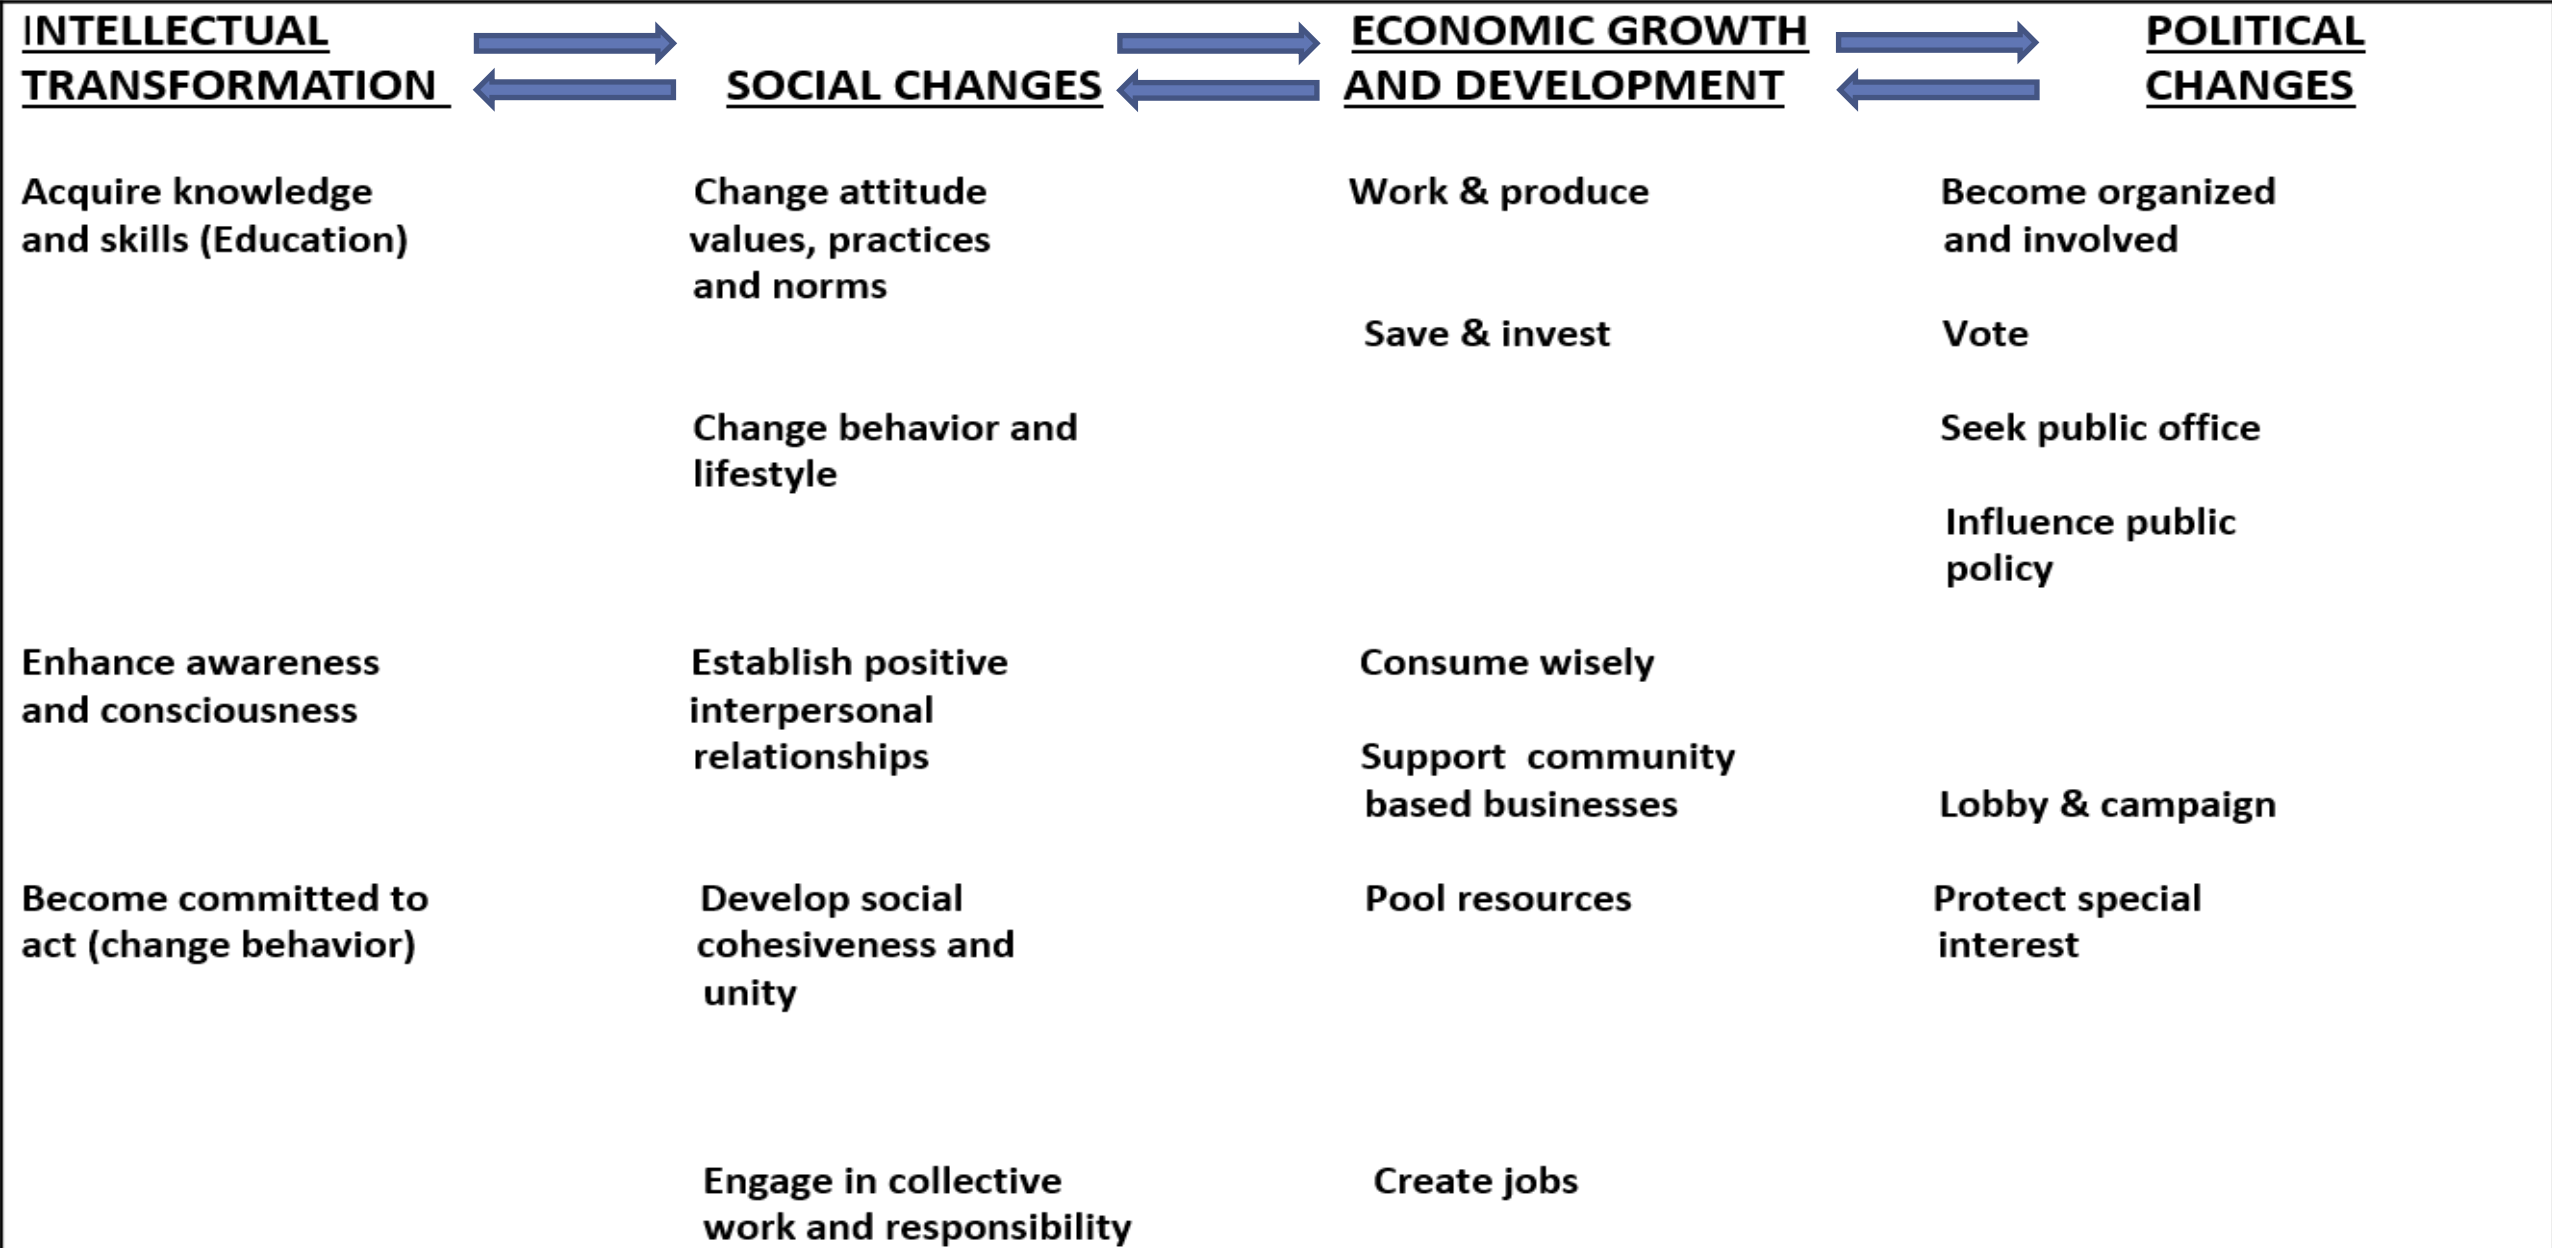 INTELLECTUAL
TRANSFORMATION
SOCIAL CHANGES
ECONOMIC GROWTH
AND DEVELOPMENT
POLITICAL
CHANGES
Acquire knowledge
and skills (Education)
Enhance awareness
and consciousness
Become committed to
act (change behavior)
Change attitude
values, practices
and norms
Change behavior and
lifestyle
Establish positive
interpersonal
relationships
Develop social
cohesiveness and
unity
Engage in collective
work and responsibility
Work & produce
Save & invest
Consume wisely
Support  community
based businesses
Pool resources
Create jobs
Become organized
and involved
Vote
Seek public office
Influence public
policy
Lobby & campaign
Protect special
interest